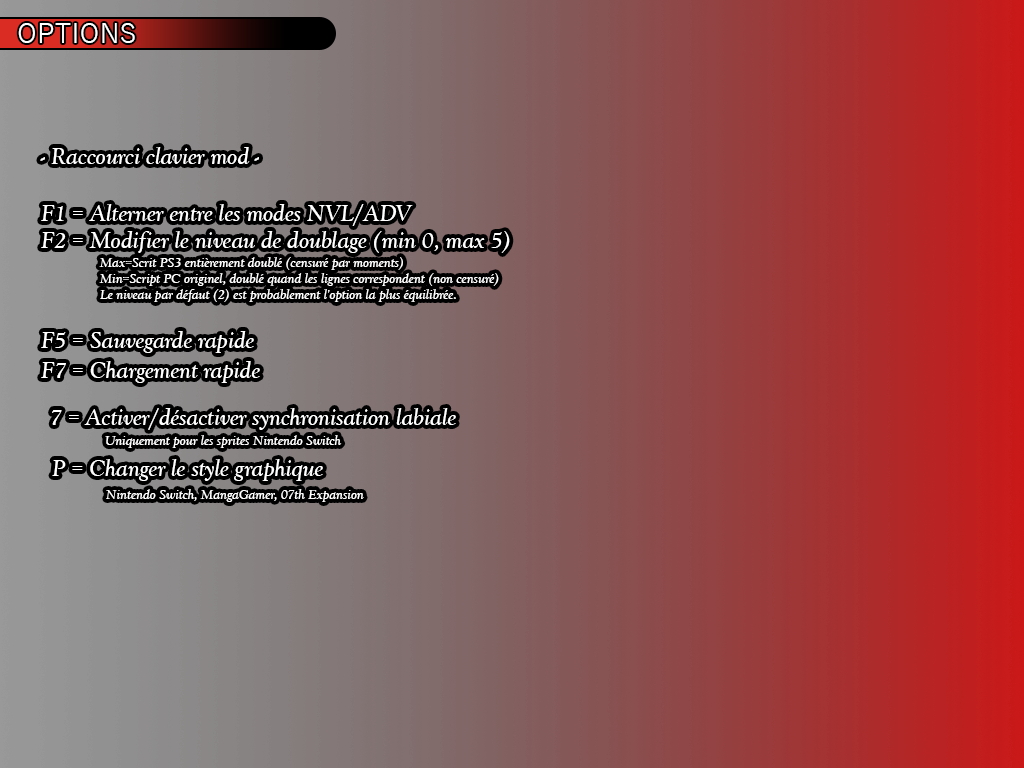 OPTIONS
- Raccourci clavier mod -
F1 = Alterner entre les modes NVL/ADV
F2 = Modifier le niveau de doublage (min 0, max 5)
Max=Scrit PS3 entièrement doublé (censuré par moments)
Min=Script PC originel, doublé quand les lignes correspondent (non censuré)
Le niveau par défaut (2) est probablement l'option la plus équilibrée.
F5 = Sauvegarde rapide
F7 = Chargement rapide
7 = Activer/désactiver synchronisation labiale
Uniquement pour les sprites Nintendo Switch
P = Changer le style graphique
Nintendo Switch, MangaGamer, 07th Expansion